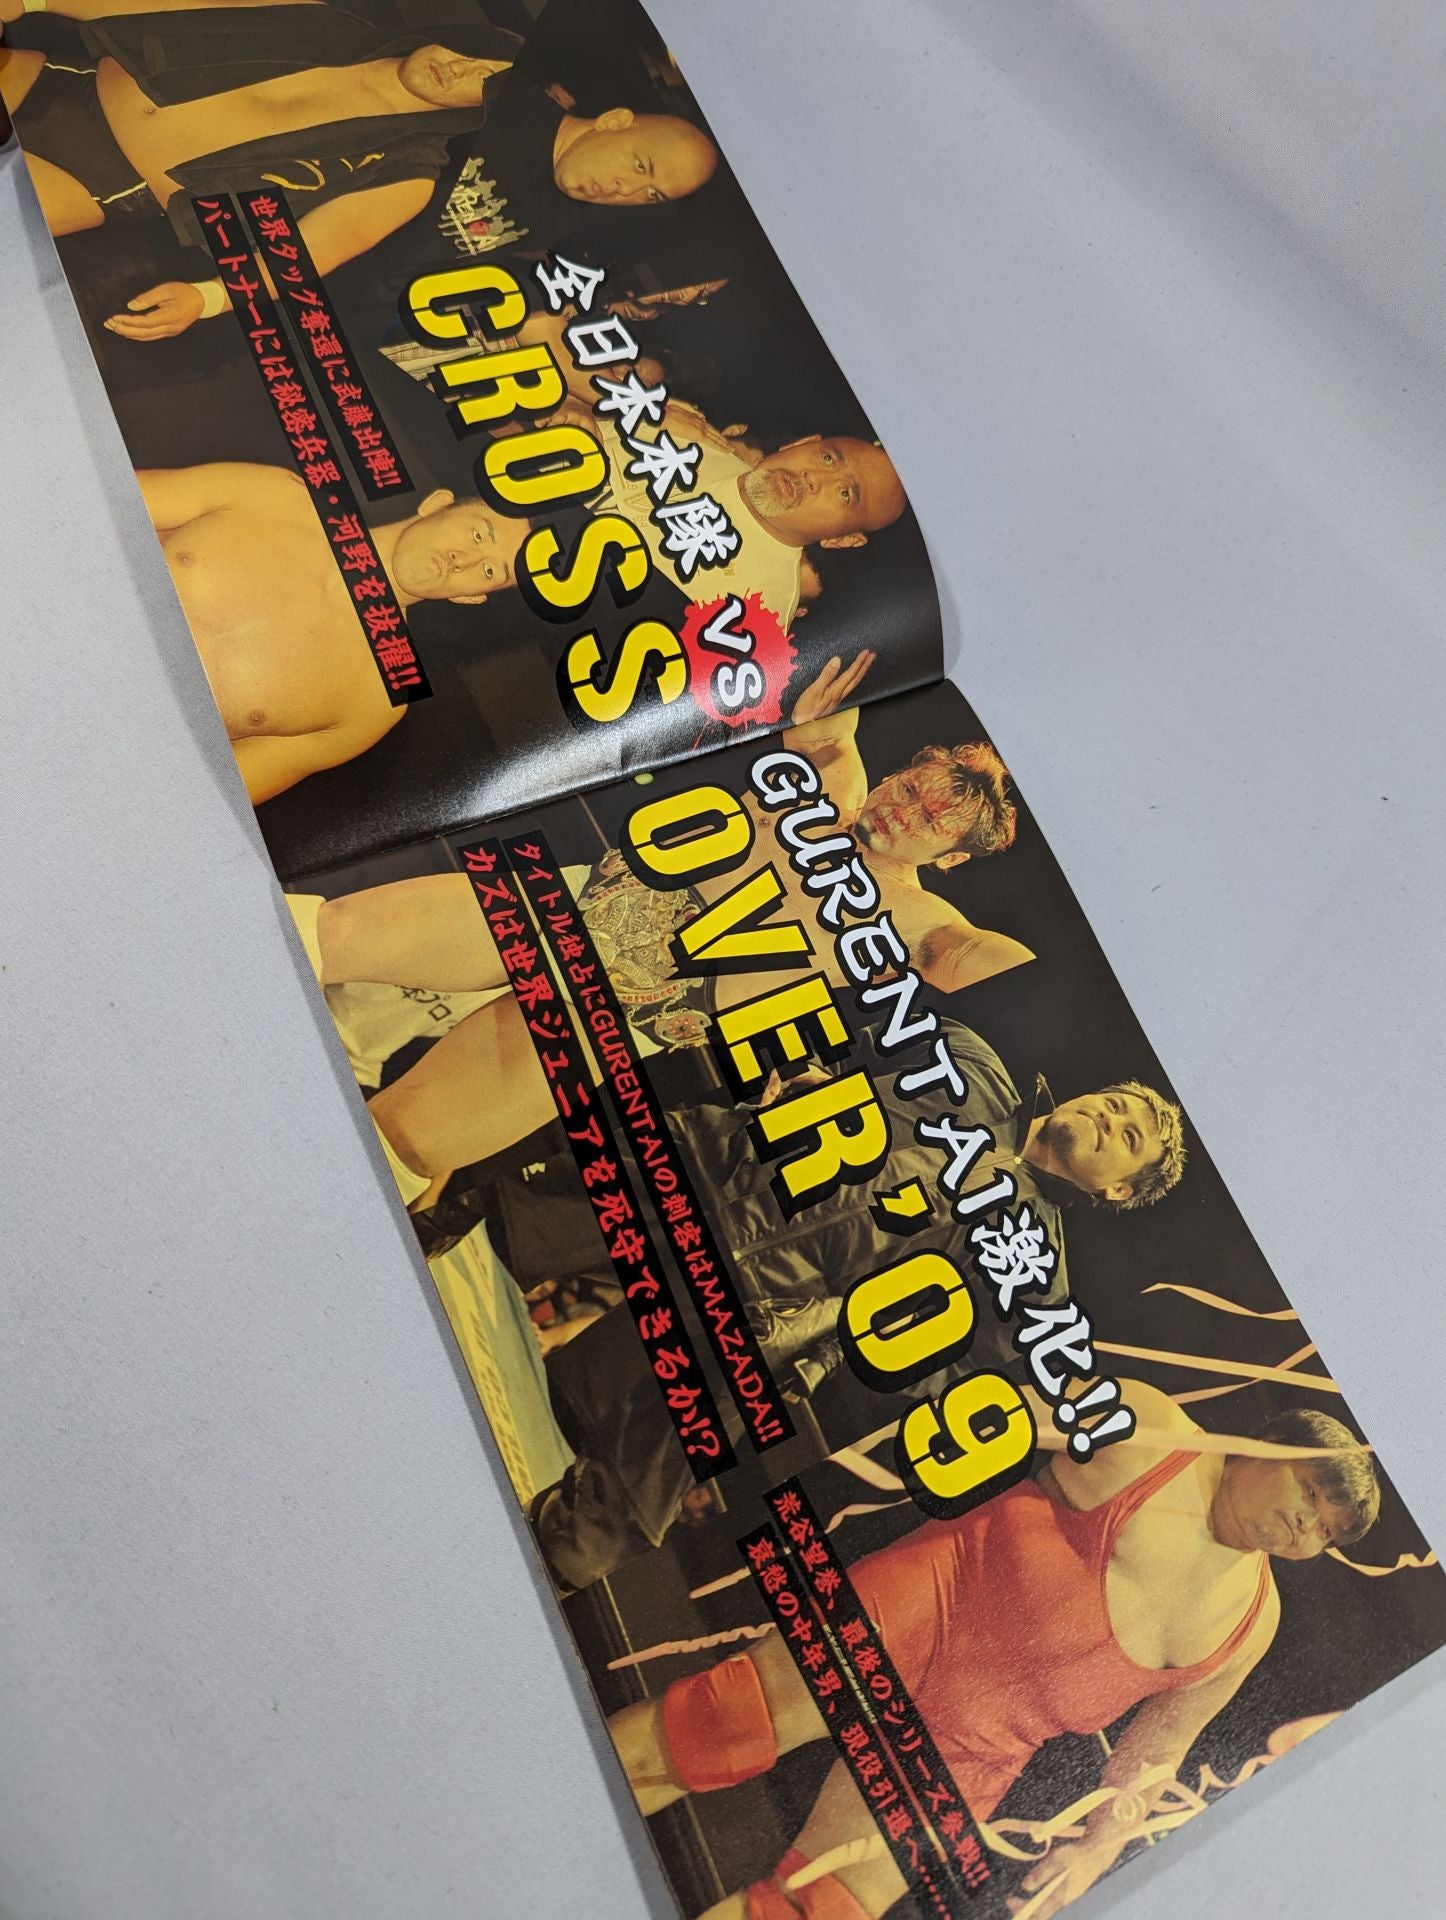 全日本本隊 VS GURENTAI激化!!
CROSS OVER '09
世界タッグ奪還に武藤出陣!!
パートナーには秘密兵器・河野を抜擢!!
タイトル独占にGURENTAIの刺客はMAZADA!!
カズは世界ジュニアを死守できるか!?
荒谷望誉、最後のシリーズ参戦!!
哀愁の中年男、現役引退へ……